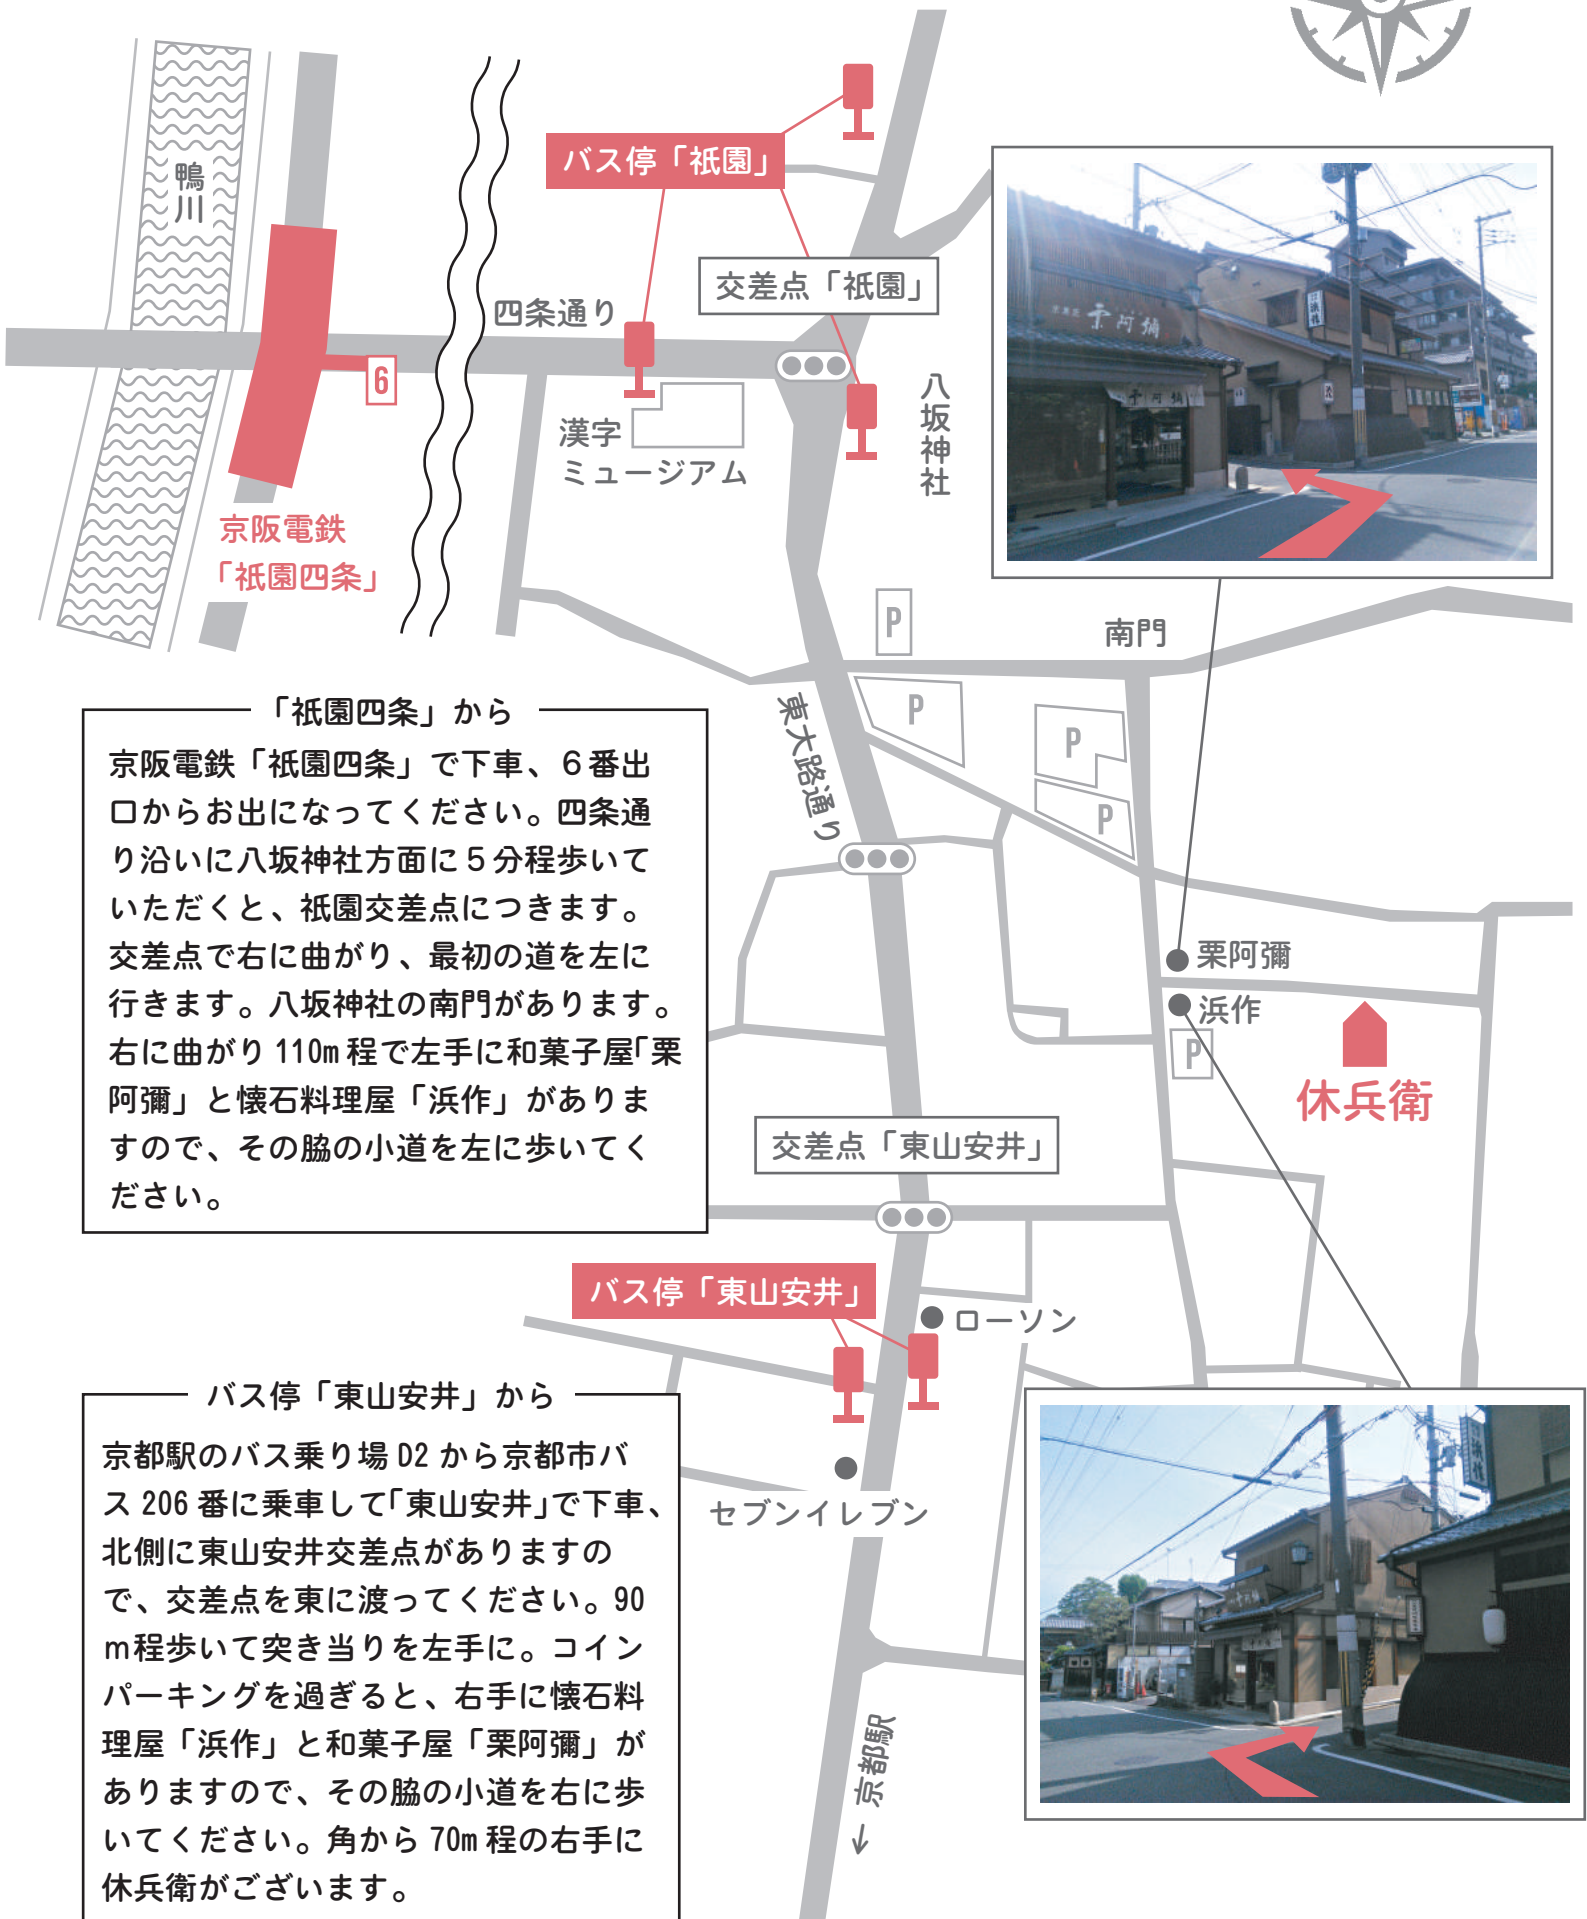 鴨川
バス停「祇園」
交差点「祇園」
四条通り
6
漢字
ミュージアム
八坂神社
京阪電鉄
「祇園四条」
P
南門
P
P
P
東大路通り
「祇園四条」から
京阪電鉄「祇園四条」で下車、６番出
口からお出になってください。四条通
り沿いに八坂神社方面に５分程歩いて
いただくと、祇園交差点につきます。
交差点で右に曲がり、最初の道を左に
行きます。八坂神社の南門があります。
右に曲がり 110m 程で左手に和菓子屋「栗
阿彌」と懐石料理屋「浜作」がありま
すので、その脇の小道を左に歩いてく
ださい。
栗阿彌
浜作
P
休兵衛
交差点「東山安井」
バス停「東山安井」
ローソン
セブンイレブン
バス停「東山安井」から
京都駅のバス乗り場 D2 から京都市バ
ス 206 番に乗車して「東山安井」で下車、
北側に東山安井交差点がありますの
で、交差点を東に渡ってください。90
ｍ程歩いて突き当りを左手に。コイン
パーキングを過ぎると、右手に懐石料
理屋「浜作」と和菓子屋「栗阿彌」が
ありますので、その脇の小道を右に歩
いてください。角から 70m 程の右手に
休兵衛がございます。
← 京都駅
浜作
浜作